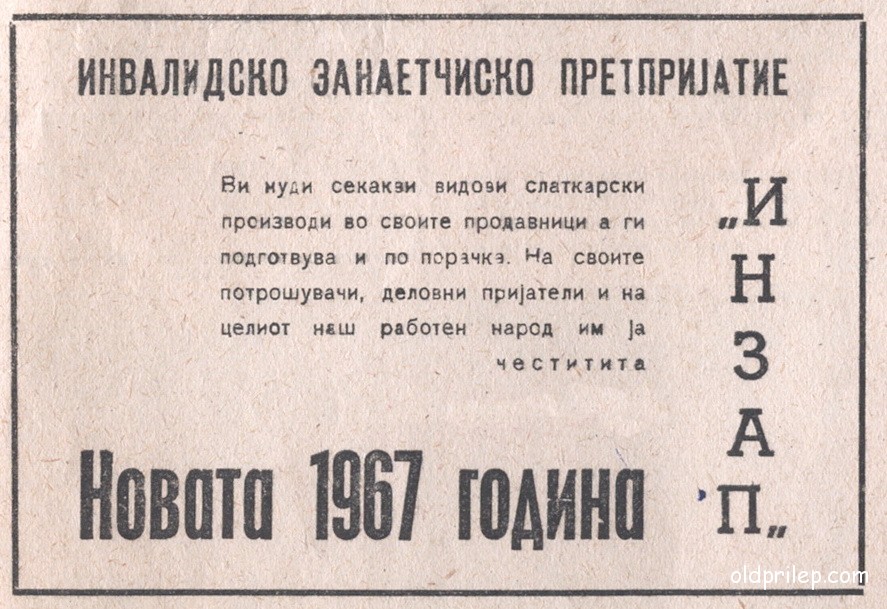 ИНВАЛИДСКО ЗАНАЕТЧИСКО ПРЕТПРИЈАТИЕ
„ИНЗАП„
Ви нуди секакви видови слаткарски
производи во своите продавници а ги
подготвува и по порачка. На своите
потрошувачи, деловни пријатели и на
целиот наш работен народ им ја
честитита
Новата 1967 година
oldprilep.com